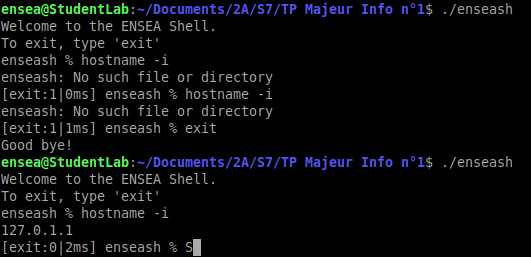 ensea@StudentLab:~/Documents/2A/S7/TP Majeur Info n°1$ ./enseash
Welcome to the ENSEA Shell.
To exit, type 'exit'
enseash % hostname -i
enseash: No such file or directory
[exit:1|0ms] enseash % hostname -i
enseash: No such file or directory
[exit:1|1ms] enseash % exit
Good bye!
ensea@StudentLab:~/Documents/2A/S7/TP Majeur Info n°1$ ./enseash
Welcome to the ENSEA Shell.
To exit, type 'exit'
enseash % hostname -i
127.0.1.1
[exit:0|2ms] enseash % S